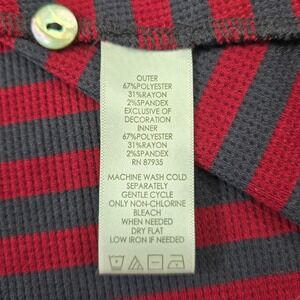 OUTER
67%POLYESTER
31%RAYON
2%SPANDEX
EXCLUSIVE OF
DECORATION
INNER
67%POLYESTER
31%RAYON
2%SPANDEX
RN 87935
MACHINE WASH COLD
SEPARATELY
GENTLE CYCLE
ONLY NON-CHLORINE
BLEACH
WHEN NEEDED
DRY FLAT
LOW IRON IF NEEDED